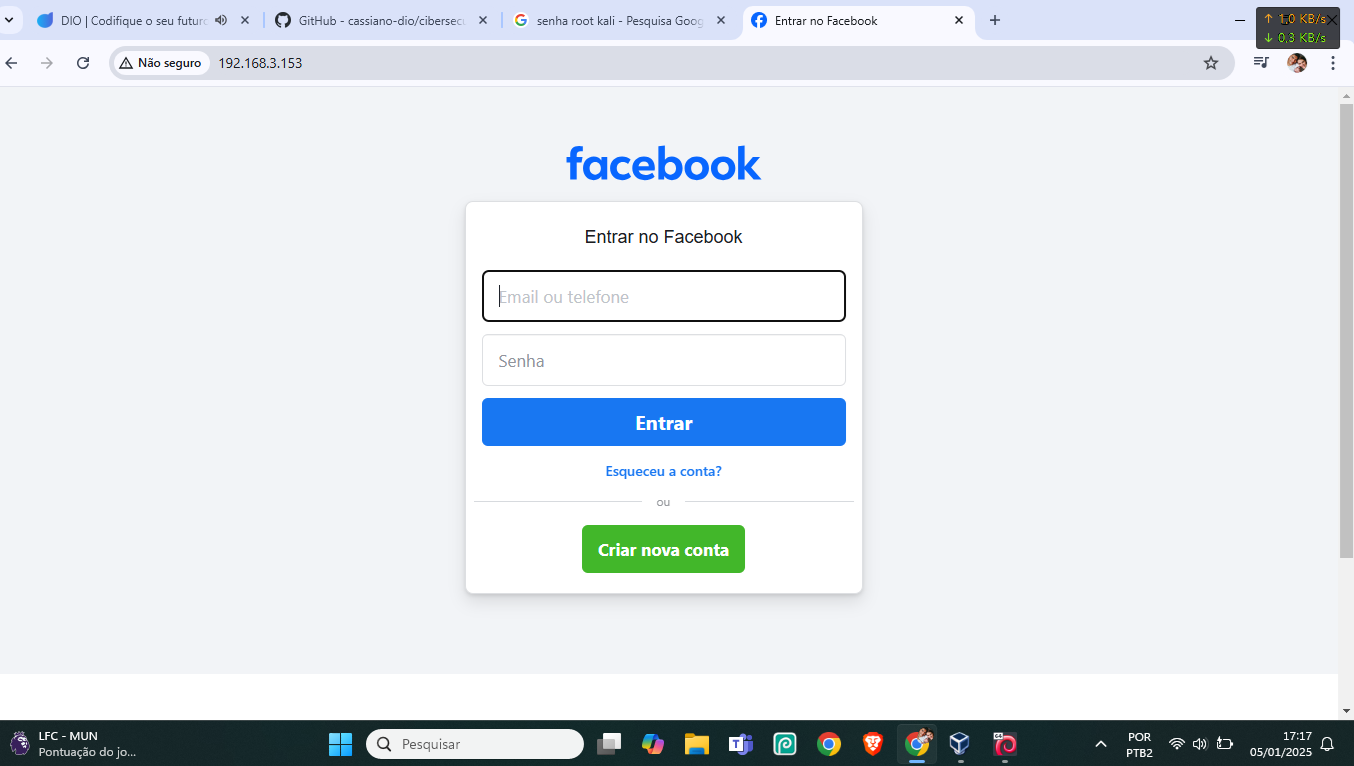 DIO | Codifique o seu futuro
GitHub - cassiano-dio/cibersecu
senha root kali - Pesquisa Goog
Entrar no Facebook
1,0 KB/s
0,3 KB/s
Não seguro
192.168.3.153
facebook
Entrar no Facebook
Email ou telefone
Senha
Entrar
Esqueceu a conta?
ou
Criar nova conta
LFC - MUN
Pontuação do jo...
Pesquisar
POR
PTB2
17:17
05/01/2025